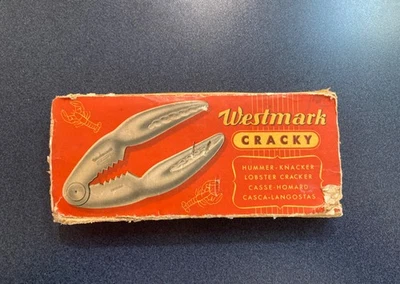 Westmark
CRACKY
HUMMER-KNACKER
LOBSTER CRACKER
CASSE-HOMARD
CASCA-LANGOSTAS